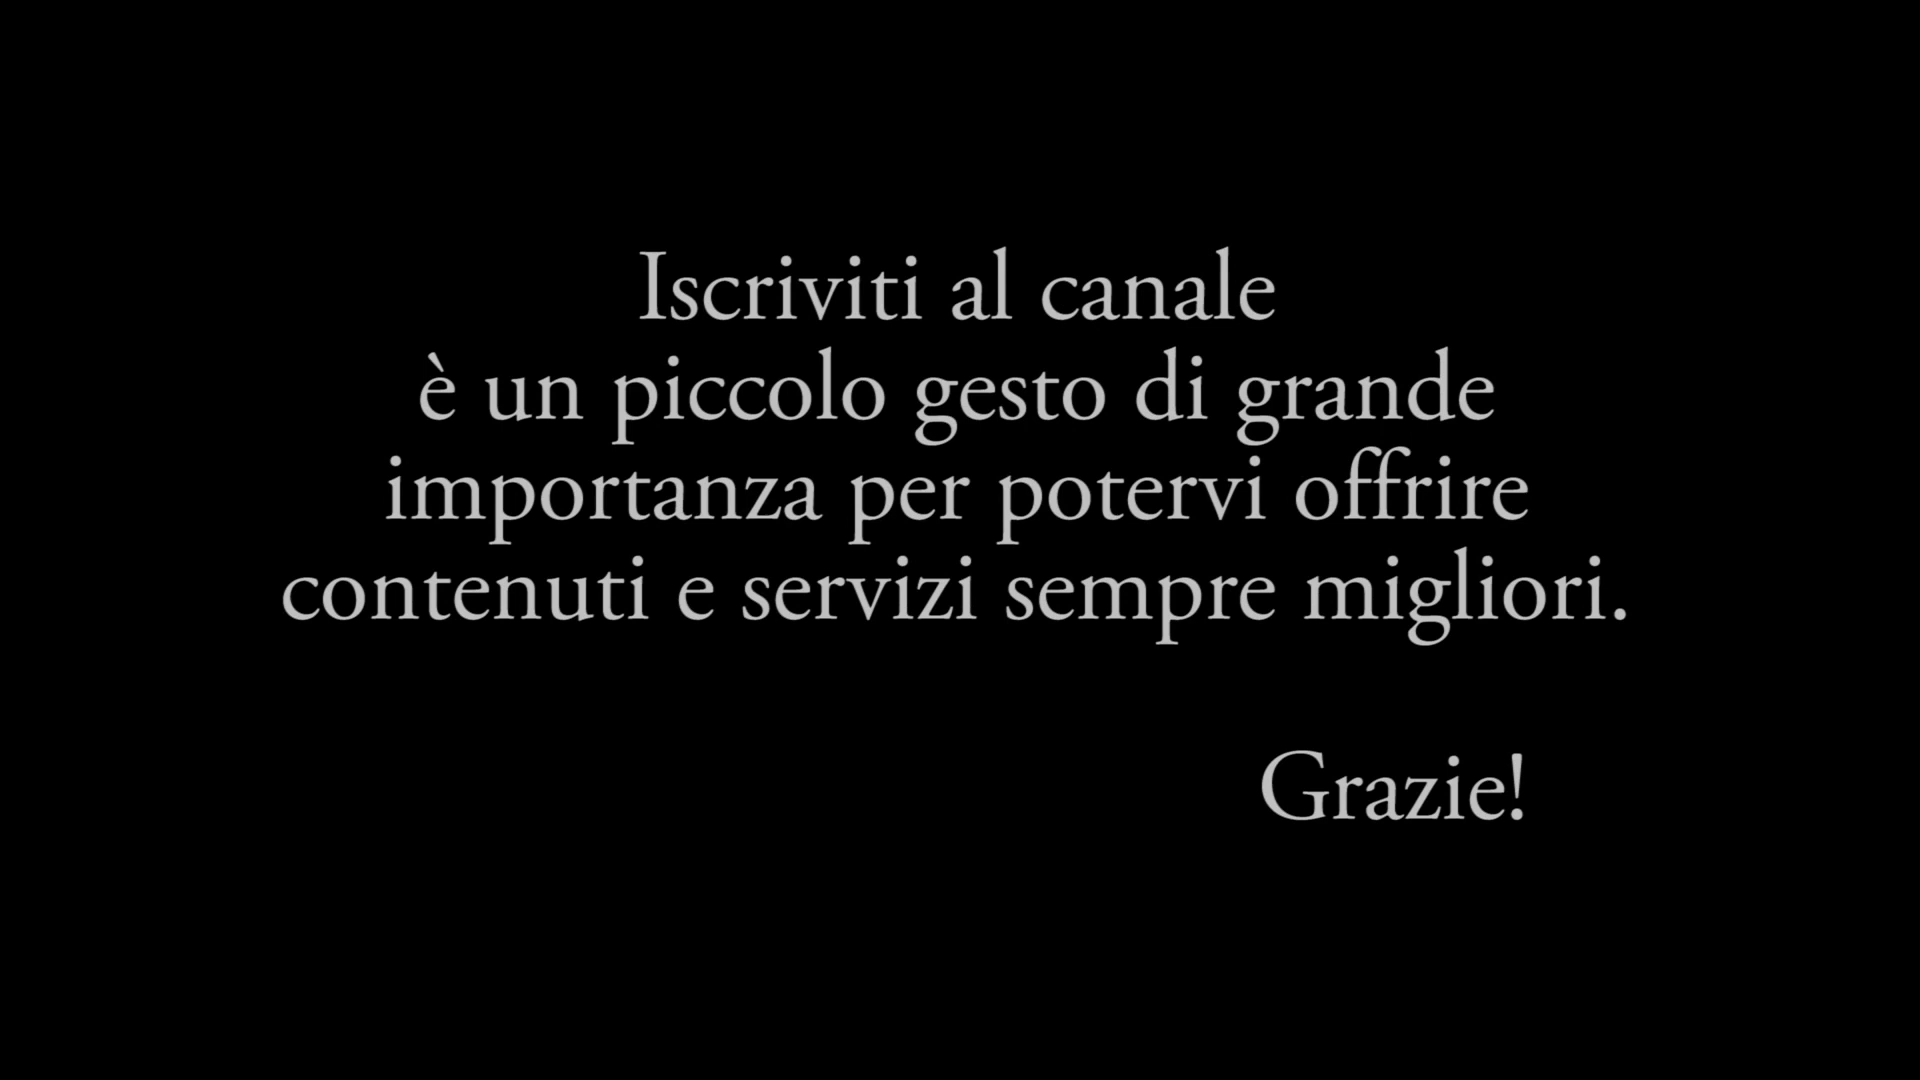 Iscriviti al canale
è un piccolo gesto di grande
importanza per potervi offrire
contenuti e servizi sempre migliori.
Grazie!